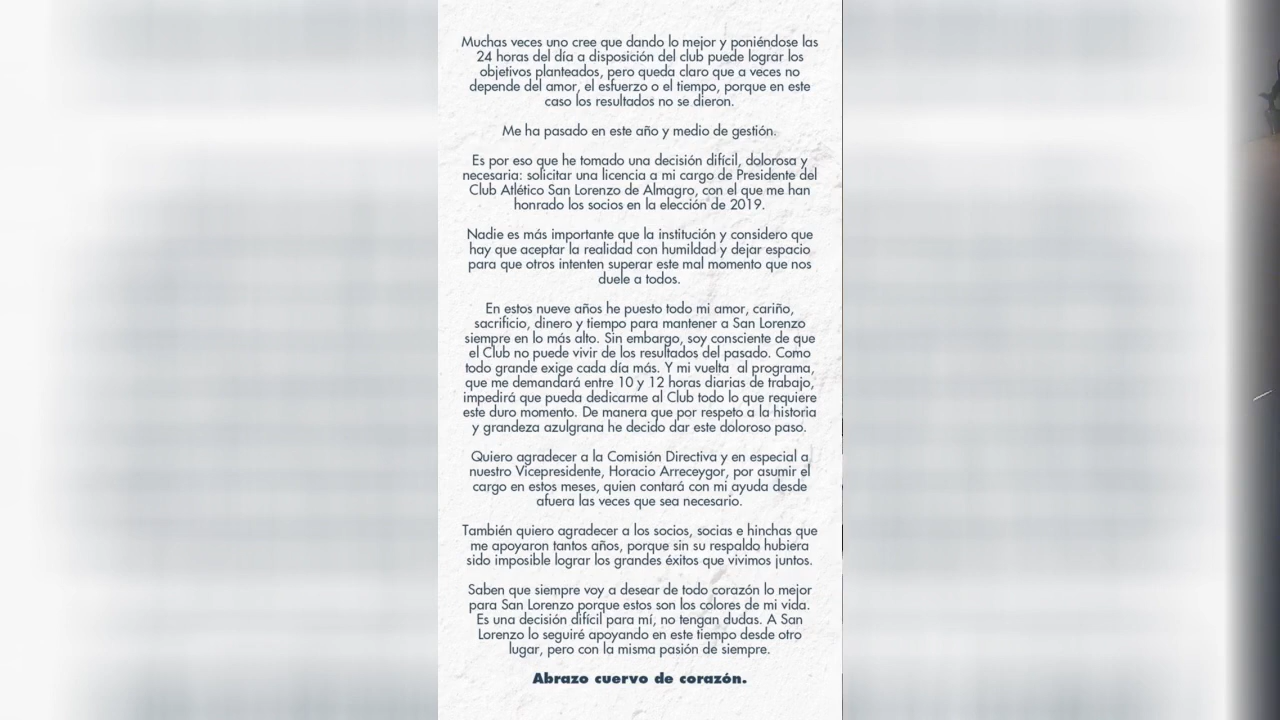 Muchas veces uno cree que dando lo mejor y poniéndose las
24 horas del día a disposición del club puede lograr los
objetivos planteados, pero queda claro que a veces no
depende del amor, el esfuerzo o el tiempo, porque en este
caso los resultados no se dieron.
Me ha pasado en este año y medio de gestión.
Es por eso que he tomado una decisión difícil, dolorosa y
necesaria: solicitar una licencia a mi cargo de Presidente del
Club Atlético San Lorenzo de Almagro, con el que me han
honrado los socios en la elección de 2019.
Nadie es más importante que la institución y considero que
hay que aceptar la realidad con humildad y dejar espacio
para que otros intenten superar este mal momento que nos
duele a todos.
En estos nueve años he puesto todo mi amor, cariño,
sacrificio, dinero y tiempo para mantener a San Lorenzo
siempre en lo más alto. Sin embargo, soy consciente de que
el Club no puede vivir de los resultados del pasado. Como
todo grande exige cada día más. Y mi vuelta  al programa,
que me demandará entre 10 y 12 horas diarias de trabajo,
impedirá que pueda dedicarme al Club todo lo que requiere
este duro momento. De manera que por respeto a la historia
y grandeza azulgrana he decido dar este doloroso paso.
Quiero agradecer a la Comisión Directiva y en especial a
nuestro Vicepresidente, Horacio Arreceygor, por asumir el
cargo en estos meses, quien contará con mi ayuda desde
afuera las veces que sea necesario.
También quiero agradecer a los socios, socias e hinchas que
me apoyaron tantos años, porque sin su respaldo hubiera
sido imposible lograr los grandes éxitos que vivimos juntos.
Saben que siempre voy a desear de todo corazón lo mejor
para San Lorenzo porque estos son los colores de mi vida.
Es una decisión difícil para mí, no tengan dudas. A San
Lorenzo lo seguiré apoyando en este tiempo desde otro
lugar, pero con la misma pasión de siempre.
Abrazo cuervo de corazón.